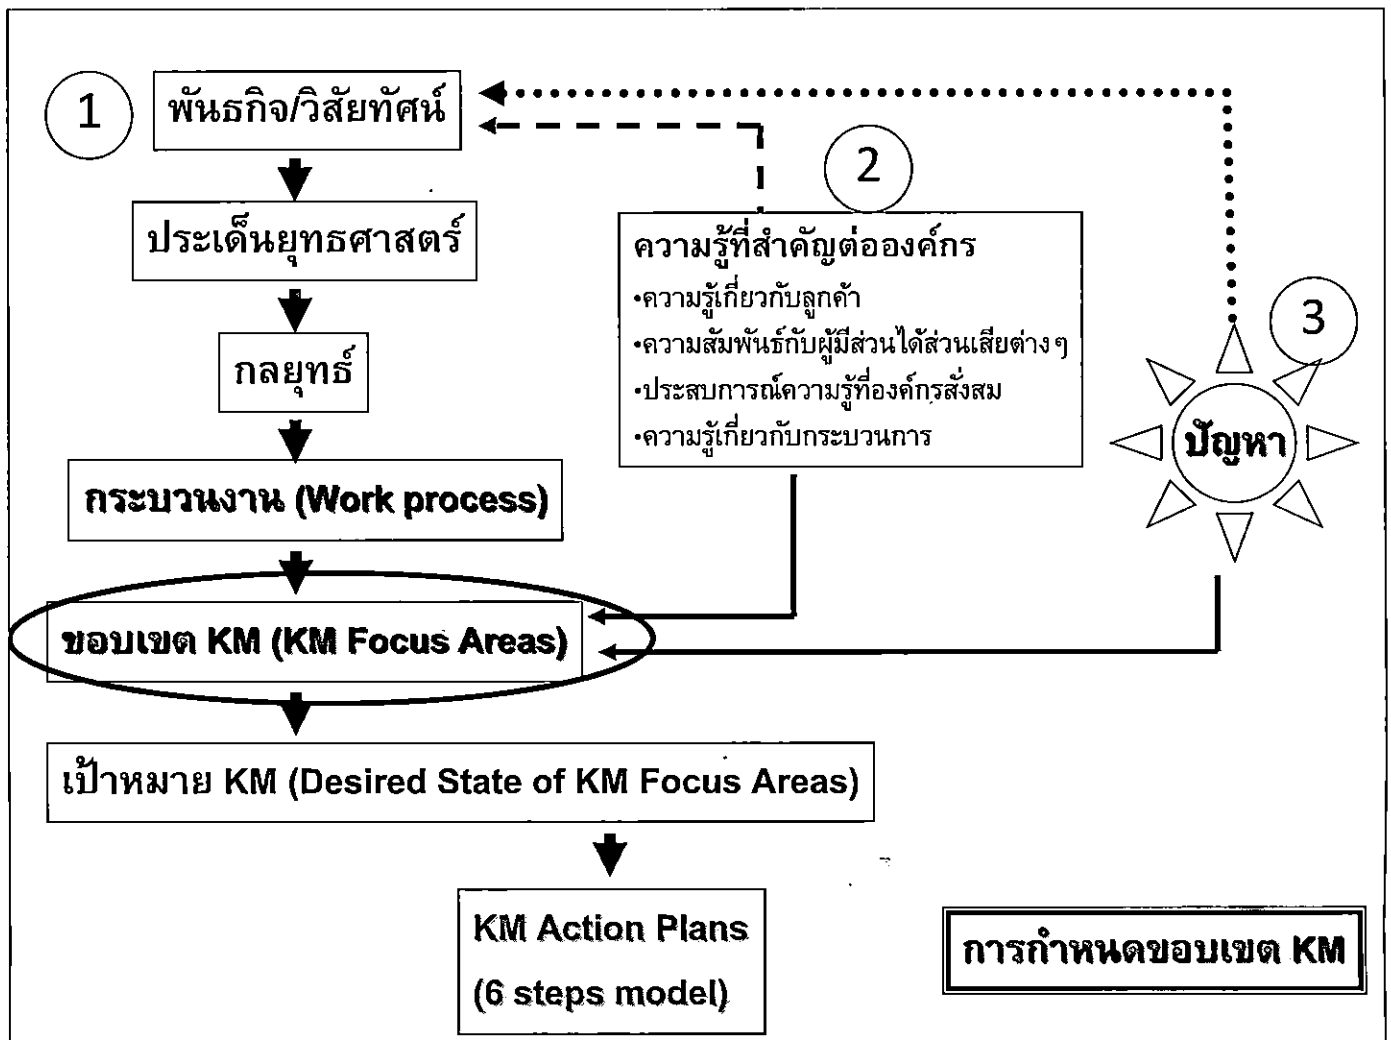 1
พันธกิจ/วิสัยทัศน์
ประเด็นยุทธศาสตร์
กลยุทธ์
กระบวนงาน (Work process)
2
ความรู้ที่สำคัญต่อองค์กร
•ความรู้เกี่ยวกับลูกค้า
•ความสัมพันธ์กับผู้มีส่วนได้ส่วนเสียต่างๆ
•ประสบการณ์ความรู้ที่องค์กรสั่งสม
•ความรู้เกี่ยวกับกระบวนการ
3
ปัญหา
ขอบเขต KM (KM Focus Areas)
เป้าหมาย KM (Desired State of KM Focus Areas)
KM Action Plans
(6 steps model)
การกำหนดขอบเขต KM